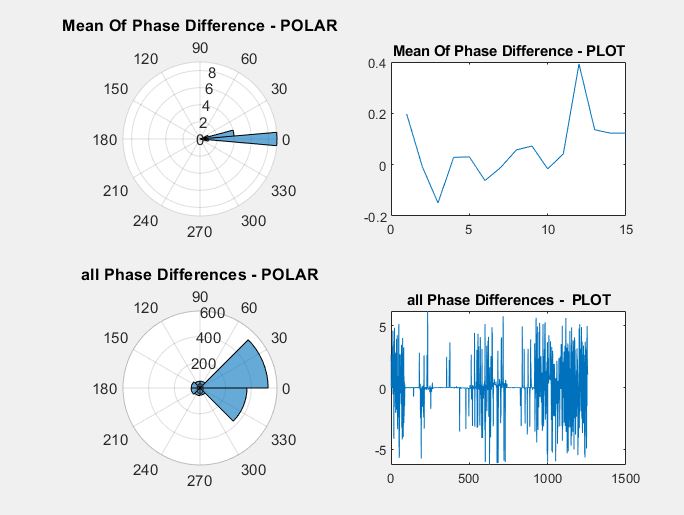 Mean Of Phase Difference - POLAR
90
120 60
8
150 6 30
4
2
180 0 0
210 330
240 300
270
Mean Of Phase Difference - PLOT
0.4
0.2
0
-0.2
0 5 10 15
all Phase Differences - POLAR
90
120 600 60
400
150 30
200
180 0
210 330
240 300
270
all Phase Differences - PLOT
5
0
-5
0 500 1000 1500